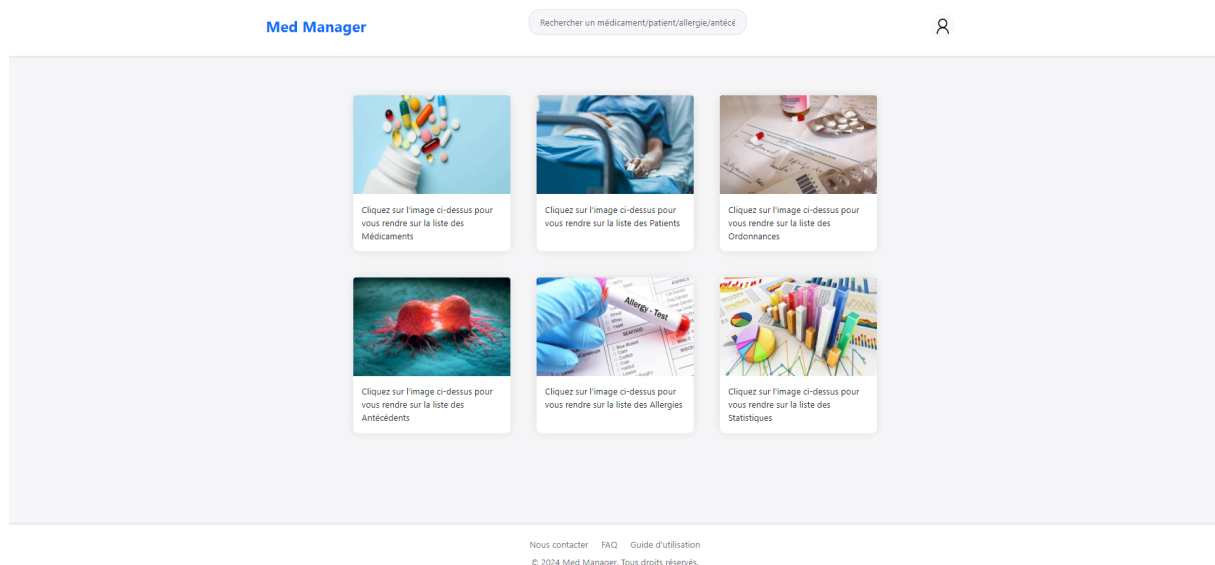 Med Manager
Rechercher un médicament/patient/allergie/antécé
Cliquez sur l'image ci-dessus pour
vous rendre sur la liste des
Médicaments
Cliquez sur l'image ci-dessus pour
vous rendre sur la liste des Patients
Cliquez sur l'image ci-dessus pour
vous rendre sur la liste des
Ordonnances
Allergy - Test
ANIMALS
SEAFOOD
Cliquez sur l'image ci-dessus pour
vous rendre sur la liste des
Antécédents
Cliquez sur l'image ci-dessus pour
vous rendre sur la liste des Allergies
Cliquez sur l'image ci-dessus pour
vous rendre sur la liste des
Statistiques
Nous contacter FAQ Guide d'utilisation
© 2024 Med Manager. Tous droits réservés.